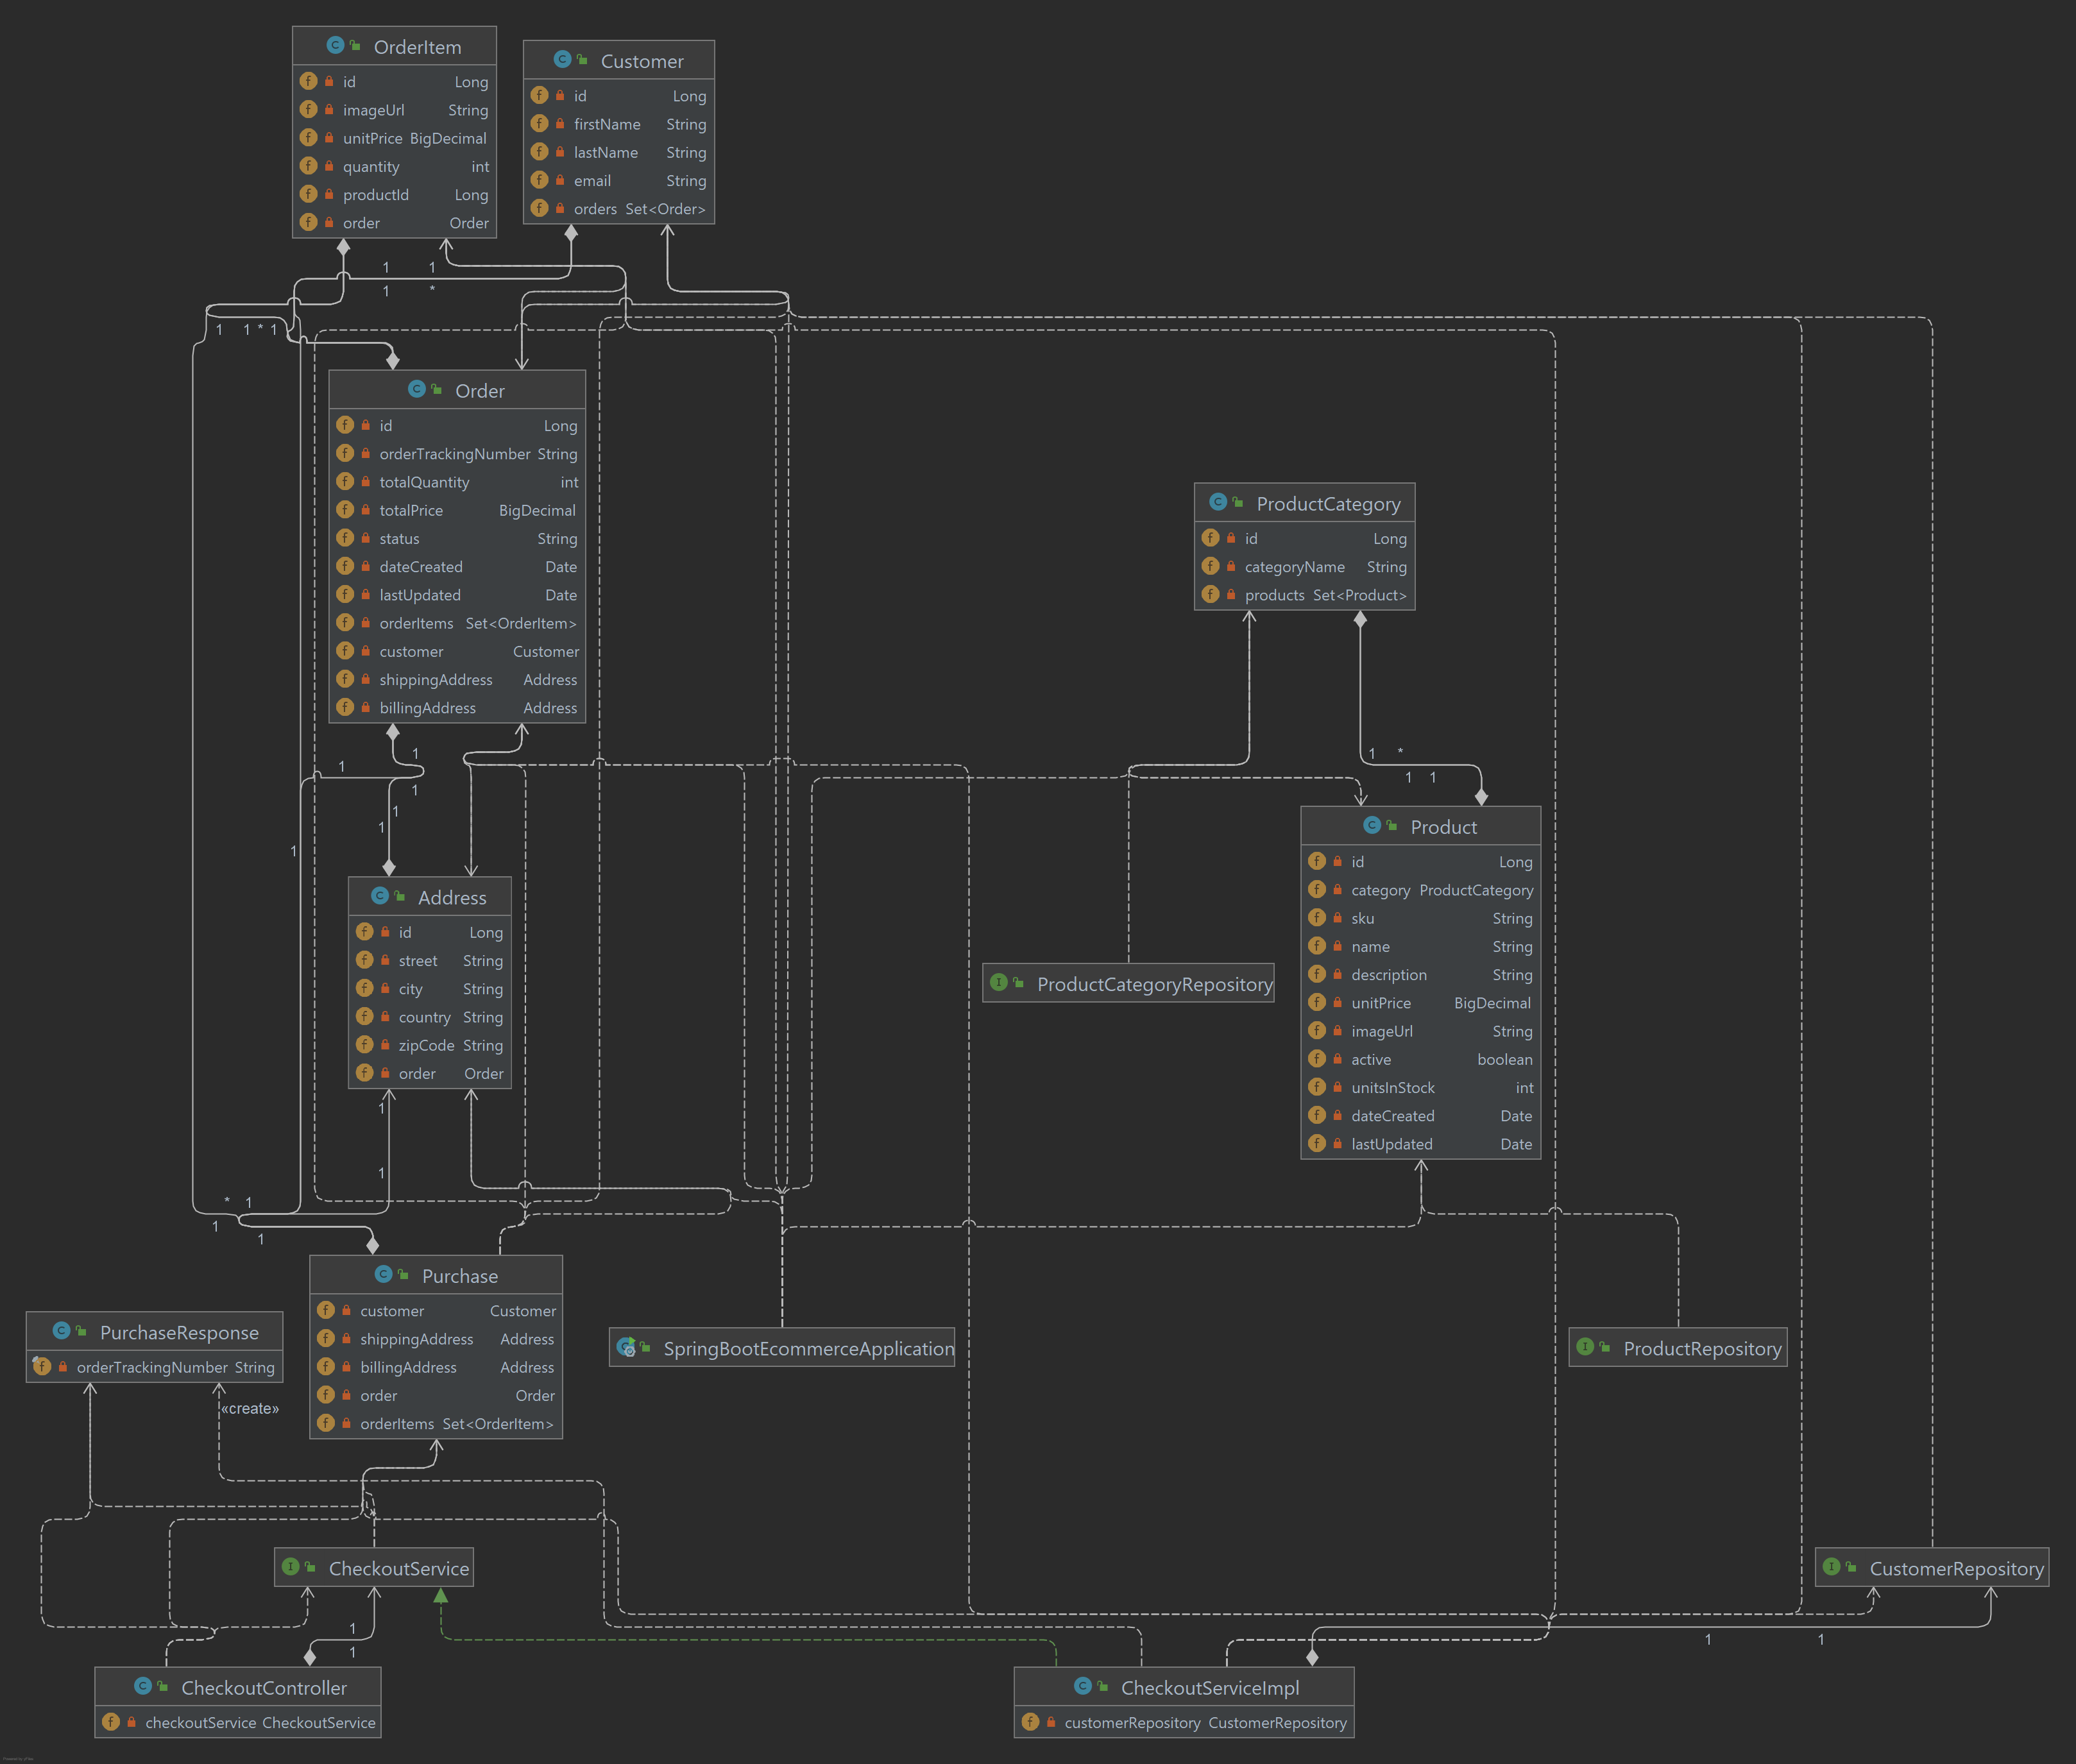 OrderItem
id Long
imageUrl String
unitPrice BigDecimal
quantity int
productId Long
order Order
Customer
id Long
firstName String
lastName String
email String
orders Set<Order>
1 1
1 *
1 1 * 1
Order
id Long
orderTrackingNumber String
totalQuantity int
totalPrice BigDecimal
status String
dateCreated Date
lastUpdated Date
orderItems Set<OrderItem>
customer Customer
shippingAddress Address
billingAddress Address
ProductCategory
id Long
categoryName String
products Set<Product>
1
1
1
1 *
1 1
1
1
1
Product
id Long
category ProductCategory
sku String
name String
description String
unitPrice BigDecimal
imageUrl String
active boolean
unitsInStock int
dateCreated Date
lastUpdated Date
Address
id Long
street String
city String
country String
zipCode String
order Order
ProductCategoryRepository
1
1
* 1
1
1
Purchase
customer Customer
shippingAddress Address
billingAddress Address
order Order
orderItems Set<OrderItem>
PurchaseResponse
orderTrackingNumber String
«create»
SpringBootEcommerceApplication
ProductRepository
CheckoutService
CustomerRepository
1
1
1 1
CheckoutController
checkoutService CheckoutService
CheckoutServiceImpl
customerRepository CustomerRepository
Powered by yFiles